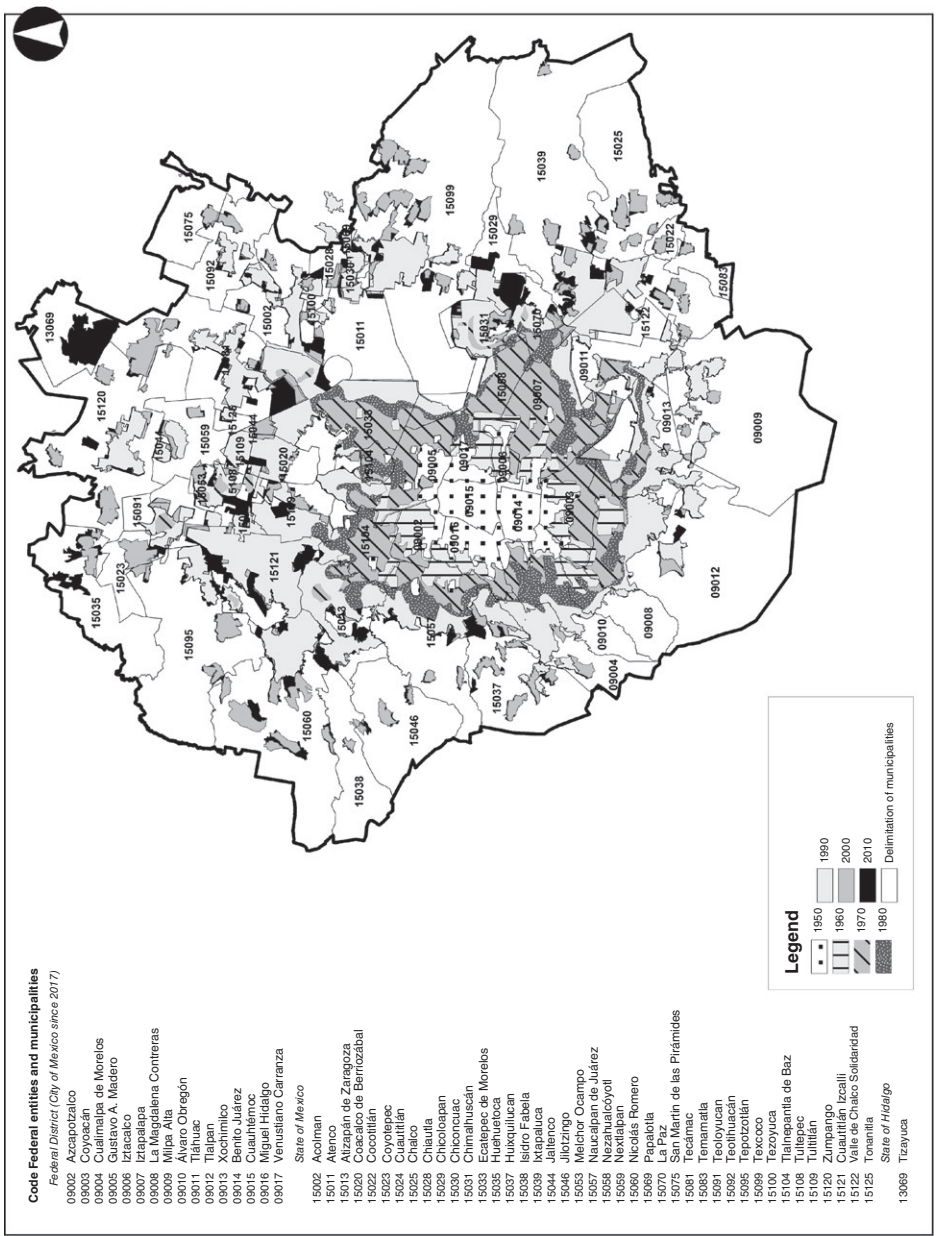 Code Federal entities and municipalities
Federal District (City of Mexico since 2017)
09002 Azcapotzalco
09003 Coyoacán
09004 Cuajimalpa de Morelos
09005 Gustavo A. Madero
09006 Iztacalco
09007 Iztapalapa
09008 La Magdalena Contreras
09009 Milpa Alta
09010 Álvaro Obregón
09011 Tláhuac
09012 Tlalpan
09013 Xochimilco
09014 Benito Juárez
09015 Cuauhtémoc
09016 Miguel Hidalgo
09017 Venustiano Carranza
State of Mexico
15002 Acolman
15011 Atenco
15013 Atizapán de Zaragoza
15020 Coacalco de Berriozábal
15022 Cocotitlán
15023 Coyotepec
15024 Cuautitlán
15025 Chalco
15028 Chiautla
15029 Chicoloapan
15030 Chiconcuac
15031 Chimalhuacán
15033 Ecatepec de Morelos
15035 Huehuetoca
15037 Huixquilucan
15038 Isidro Fabela
15039 Ixtapaluca
15044 Jaltenco
15046 Jilotzingo
15053 Melchor Ocampo
15057 Naucalpan de Juárez
15058 Nezahualcóyotl
15059 Nextlalpan
15060 Nicolás Romero
15069 Papalotla
15070 La Paz
15075 San Martín de las Pirámides
15081 Tecámac
15083 Temamatla
15091 Teoloyucan
15092 Teotihuacán
15095 Tepotzotlán
15099 Texcoco
15100 Tezoyuca
15104 Tlalnepantla de Baz
15108 Tultepec
15109 Tultitlán
15120 Zumpango
15121 Cuautitlán Izcalli
15122 Valle de Chalco Solidaridad
15125 Tonanitla
State of Hidalgo
13069 Tizayuca
Legend
1950
1960
1970
1980
1990
2000
2010
Delimitation of municipalities
13069
15120
15035
15023
15091
15044
15059
15075
15092
15095
15109
15125
15044
15002
15020
15121
15028
15100
15060
15011
15038
15104
15033
15046
15099
15057
09002
09005
15037
09016
09015
15031
15029
15058
15039
09014
09007
15070
09003
09010
09004
09008
09011
15025
15122
15022
09013
15083
09012
09009